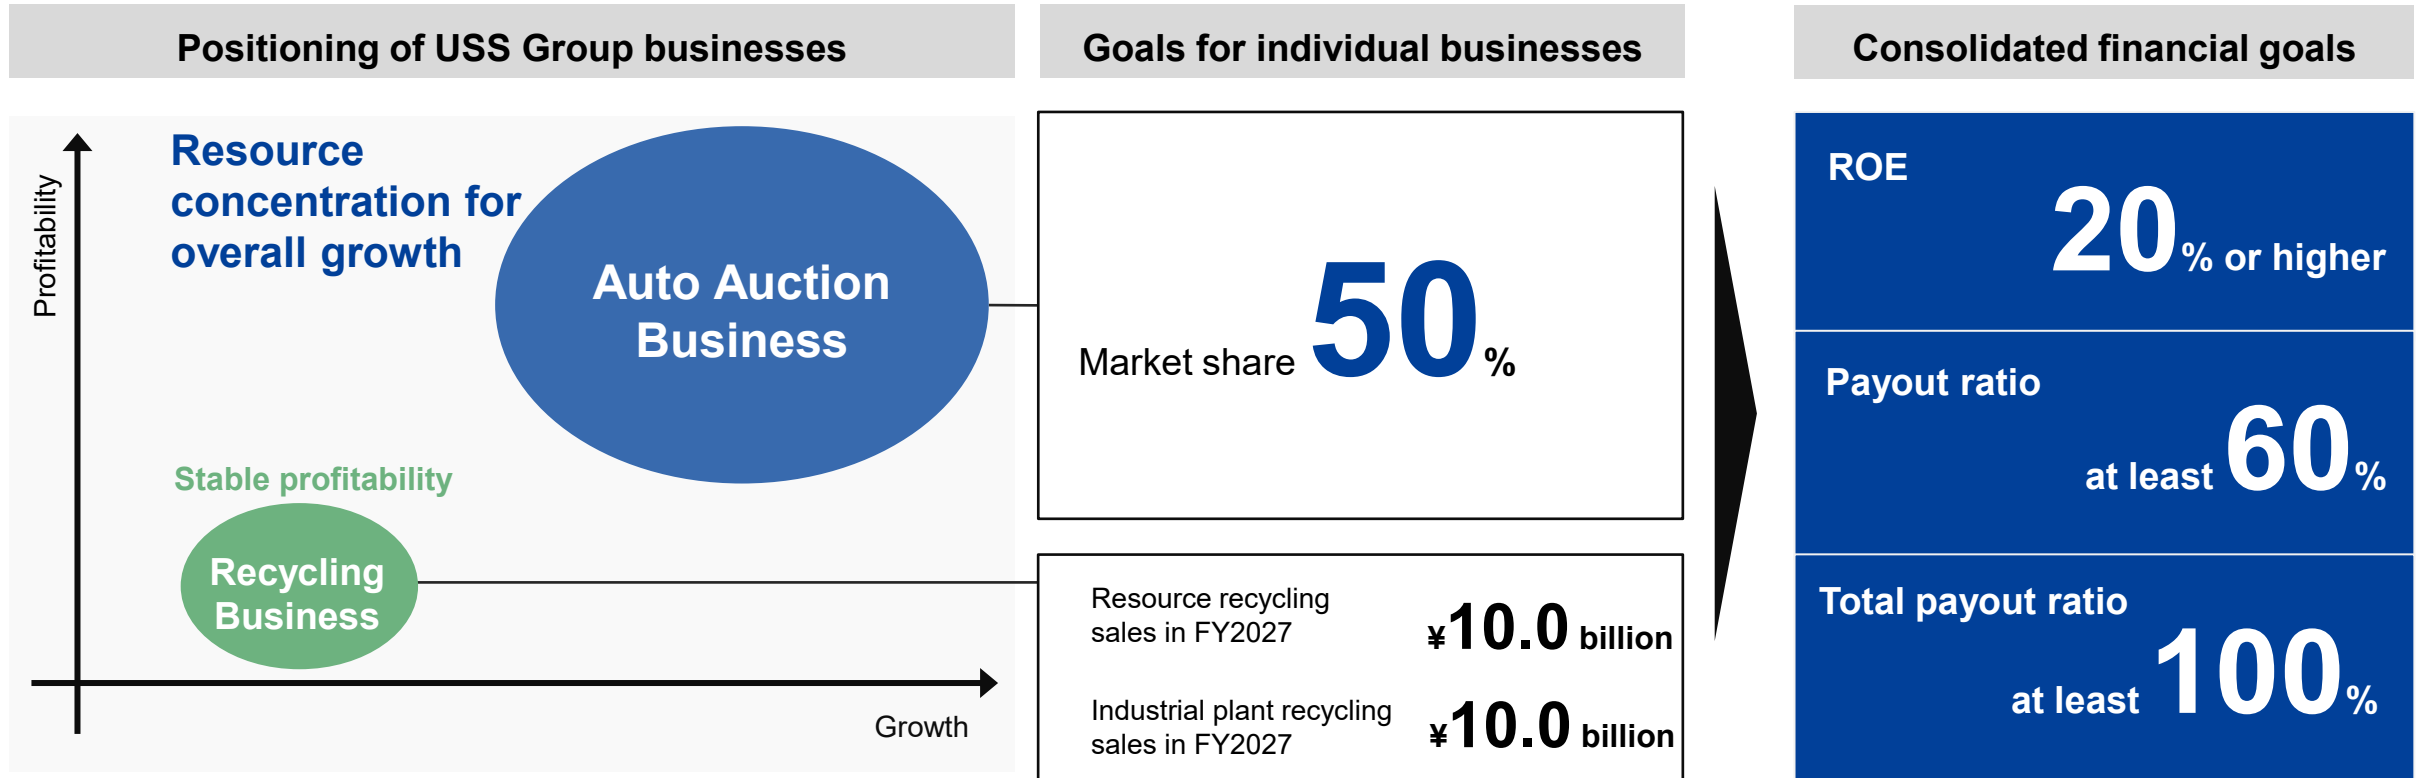 Positioning of USS Group businesses
Goals for individual businesses
Consolidated financial goals
Profitability
Resource
concentration for
overall growth
Auto Auction
Business
Stable profitability
Recycling
Business
Growth
Market share 50%
Resource recycling
sales in FY2027
¥10.0 billion
Industrial plant recycling
sales in FY2027
¥10.0 billion
ROE
20% or higher
Payout ratio
at least 60%
Total payout ratio
at least 100%